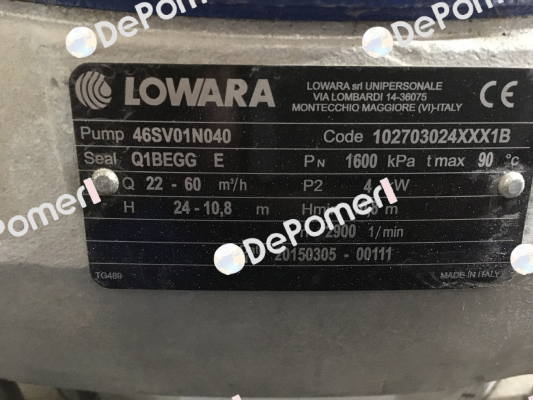 DePomeri DePomeri
LOWARA
LOWARA srl UNIPERSONALE
VIA LOMBARDI 14-36075
MONTECCHIO MAGGIORE (VI)-ITALY
CE
Pump 46SV01N040 Code 102703024XXX1B
Seal Q1BEGG E PN 1600 kPa t max 90 °c
Q 22 - 60 m³/h P2 4 kW
H 24 - 10,8 m m
2900 1/min
20150305 - 00111
TG489 MADE IN ITALY